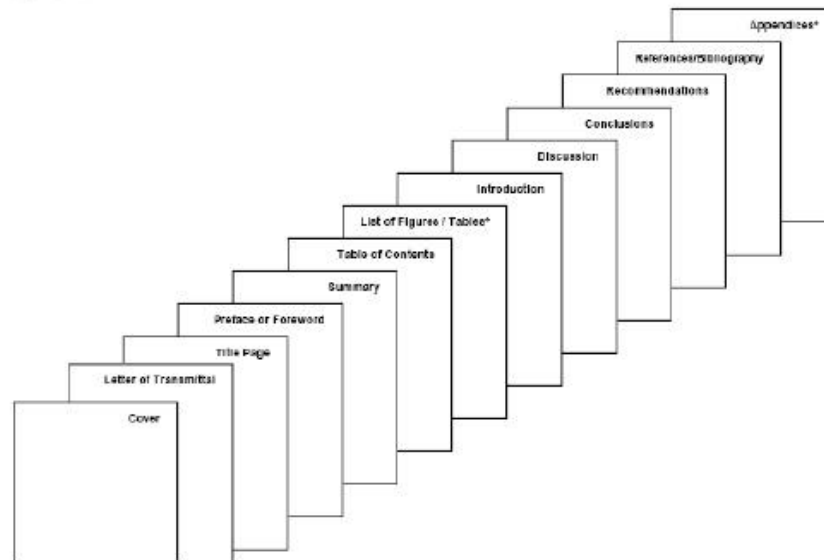 Appendices*
References/Bibliography
Recommendations
Conclusions
Discussion
Introduction
List of Figures / Tables*
Table of Contents
Summary
Preface or Foreword
Title Page
Letter of Transmittal
Cover